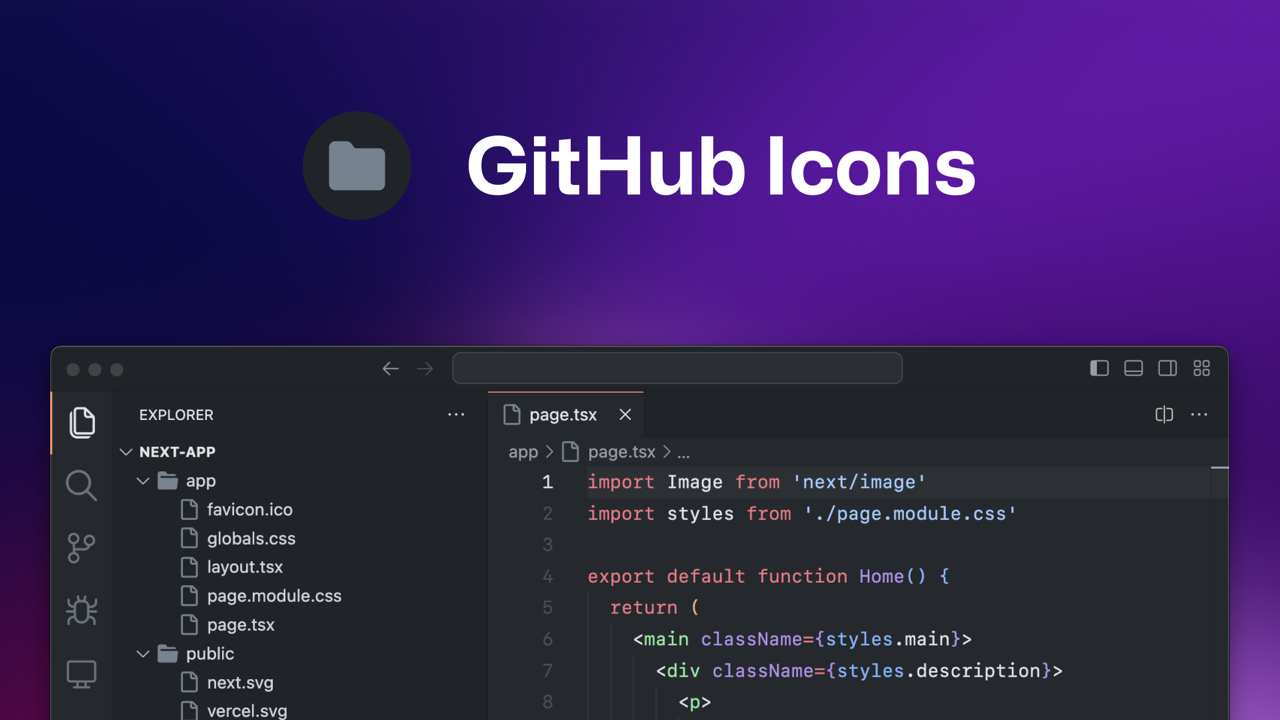 GitHub Icons
EXPLORER
NEXT-APP
app
favicon.ico
globals.css
layout.tsx
page.module.css
page.tsx
public
next.svg
vercel.svg
page.tsx
app > page.tsx > ...
1 import Image from 'next/image'
2 import styles from './page.module.css'
3
4 export default function Home() {
5 return (
6 <main className={styles.main}>
7 <div className={styles.description}>
8 <p>